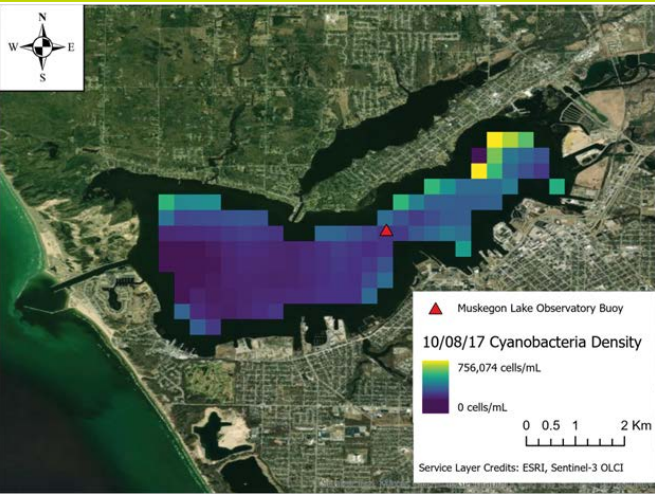 N
W E
S
Muskegon Lake Observatory Buoy
10/08/17 Cyanobacteria Density
756,074 cells/mL
0 cells/mL
0 0.5 1 2 Km
Service Layer Credits: ESRI, Sentinel-3 OLCI